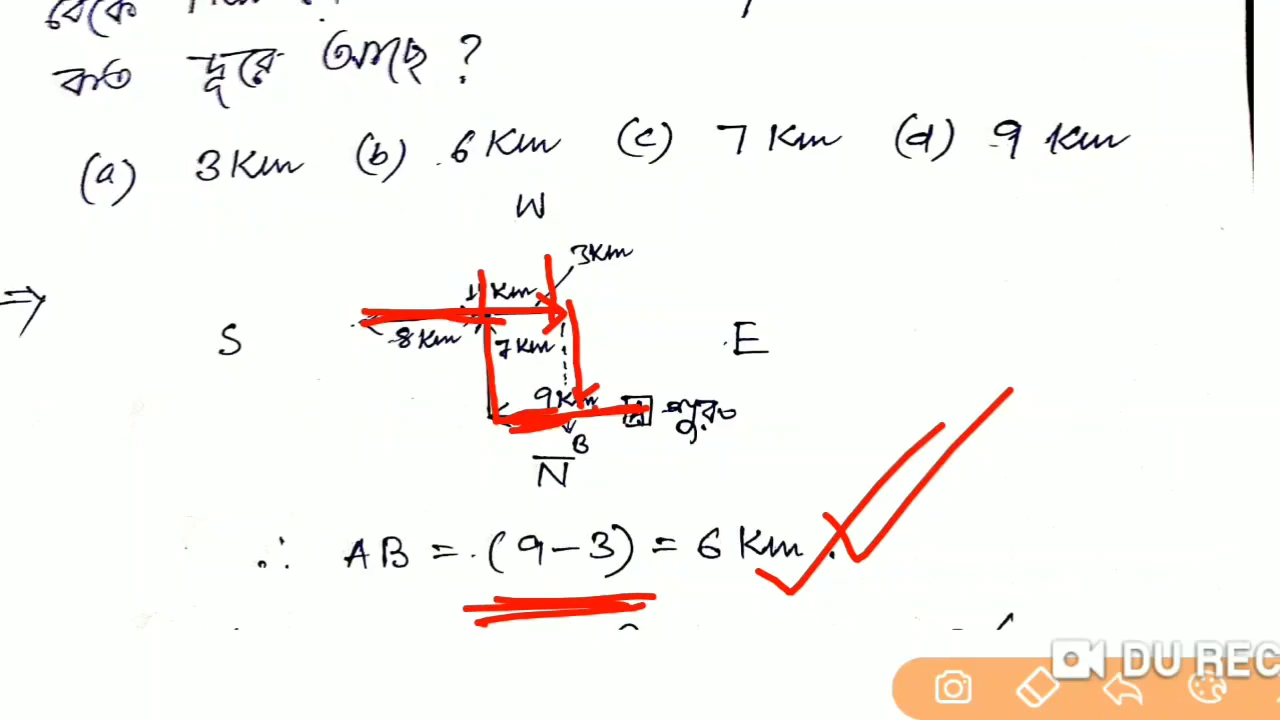 থেকে
কত দূরে আছে ?
(a) 3 Km (b) 6 Km (c) 7 Km (d) 9 Km
W
3Km
Km
⇒ S 8 Km 7 Km E
9 Km A শুরু
B
N
∴ AB = (9-3) = 6 Km.
DU REC